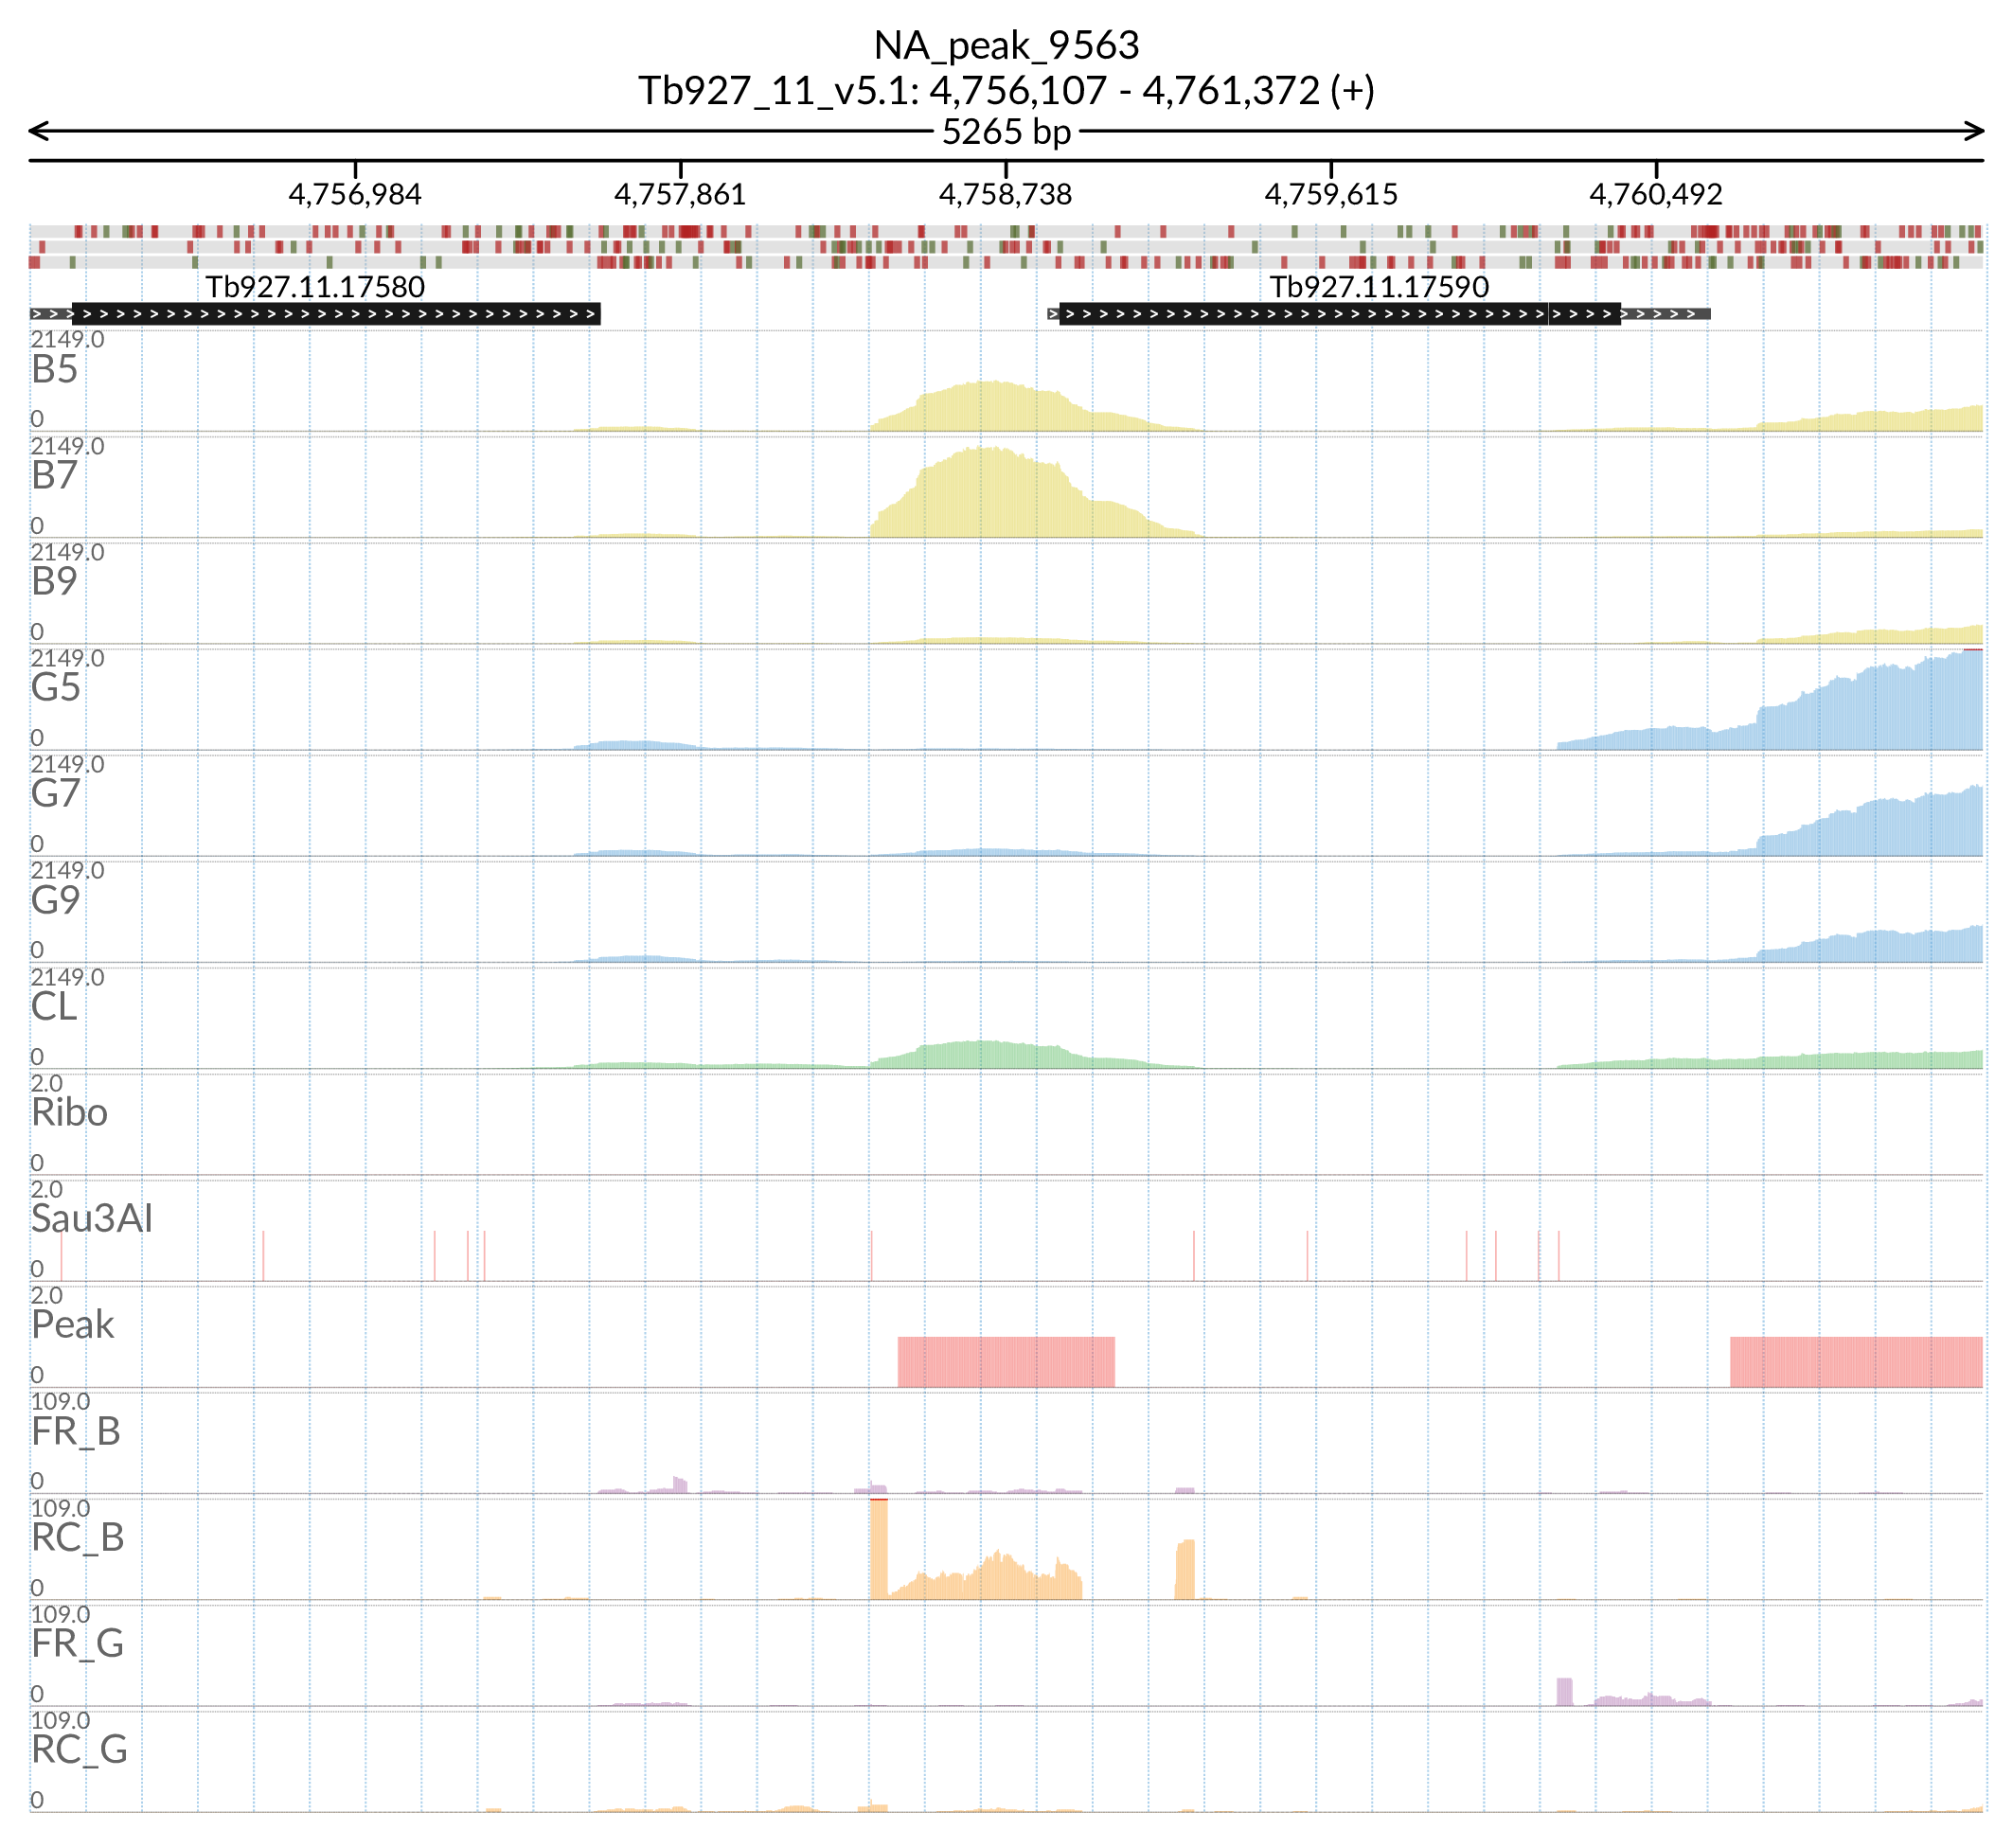 NA_peak_9563
Tb927_11_v5.1: 4,756,107 - 4,761,372 (+)
5265 bp
4,756,984 4,757,861 4,758,738 4,759,615 4,760,492
Tb927.11.17580 Tb927.11.17590
2149.0
B5
0
2149.0
B7
0
2149.0
B9
0
2149.0
G5
0
2149.0
G7
0
2149.0
G9
0
2149.0
CL
0
2.0
Ribo
0
2.0
Sau3AI
0
2.0
Peak
0
109.0
FR_B
0
109.0
RC_B
0
109.0
FR_G
0
109.0
RC_G
0